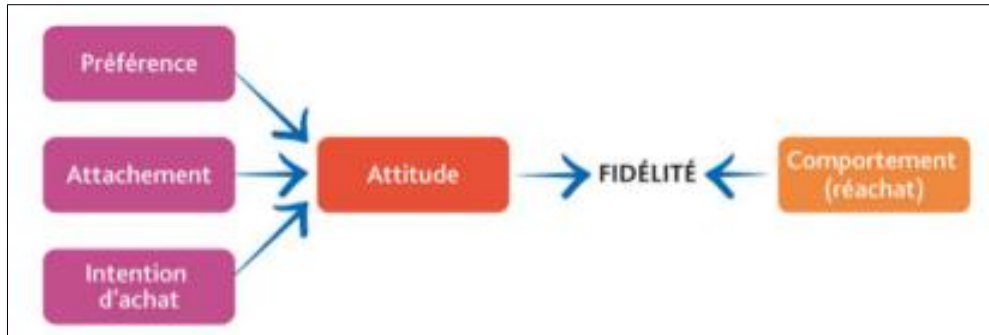 Préférence
Attachement
Intention
d'achat
Attitude
FIDÉLITÉ
Comportement
(réachat)